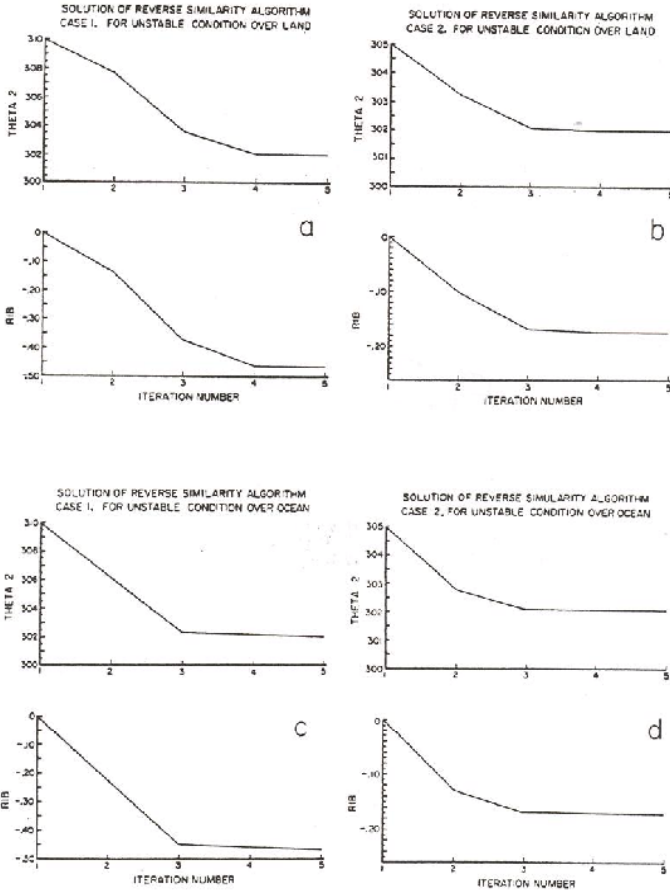 SOLUTION OF REVERSE SIMILARITY ALGORITHM
CASE 1. FOR UNSTABLE CONDITION OVER LAND
THETA 2
310
308
306
304
302
300
1 2 3 4 5
a
RIB
0
-.10
-.20
-.30
-.40
-.50
1 2 3 4 5
ITERATION NUMBER
SOLUTION OF REVERSE SIMILARITY ALGORITHM
CASE 2. FOR UNSTABLE CONDITION OVER LAND
THETA 2
305
304
303
302
301
300
1 2 3 4 5
b
RIB
0
-.10
-.20
1 2 3 4 5
ITERATION NUMBER
SOLUTION OF REVERSE SIMILARITY ALGORITHM
CASE 1. FOR UNSTABLE CONDITION OVER OCEAN
THETA 2
310
308
306
304
302
300
1 2 3 4 5
c
RIB
0
-.10
-.20
-.30
-.40
-.50
1 2 3 4 5
ITERATION NUMBER
SOLUTION OF REVERSE SIMULARITY ALGORITHM
CASE 2. FOR UNSTABLE CONDITION OVER OCEAN
THETA 2
305
304
303
302
301
300
1 2 3 4 5
d
RIB
0
-.10
-.20
1 2 3 4 5
ITERATION NUMBER